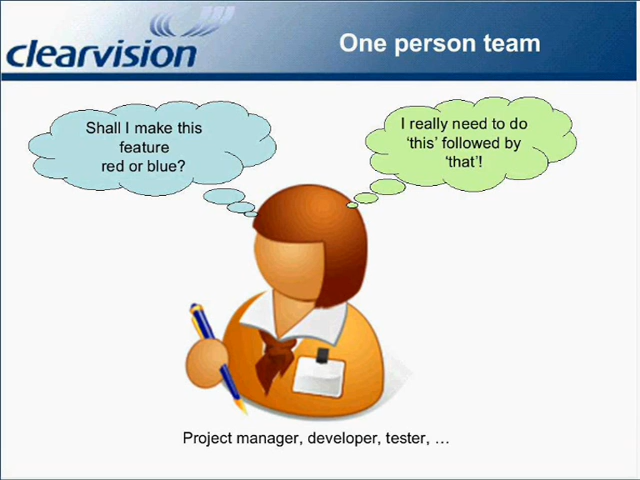 clearvision
One person team
Shall I make this
feature
red or blue?
I really need to do
‘this’ followed by
‘that’!
Project manager, developer, tester, …